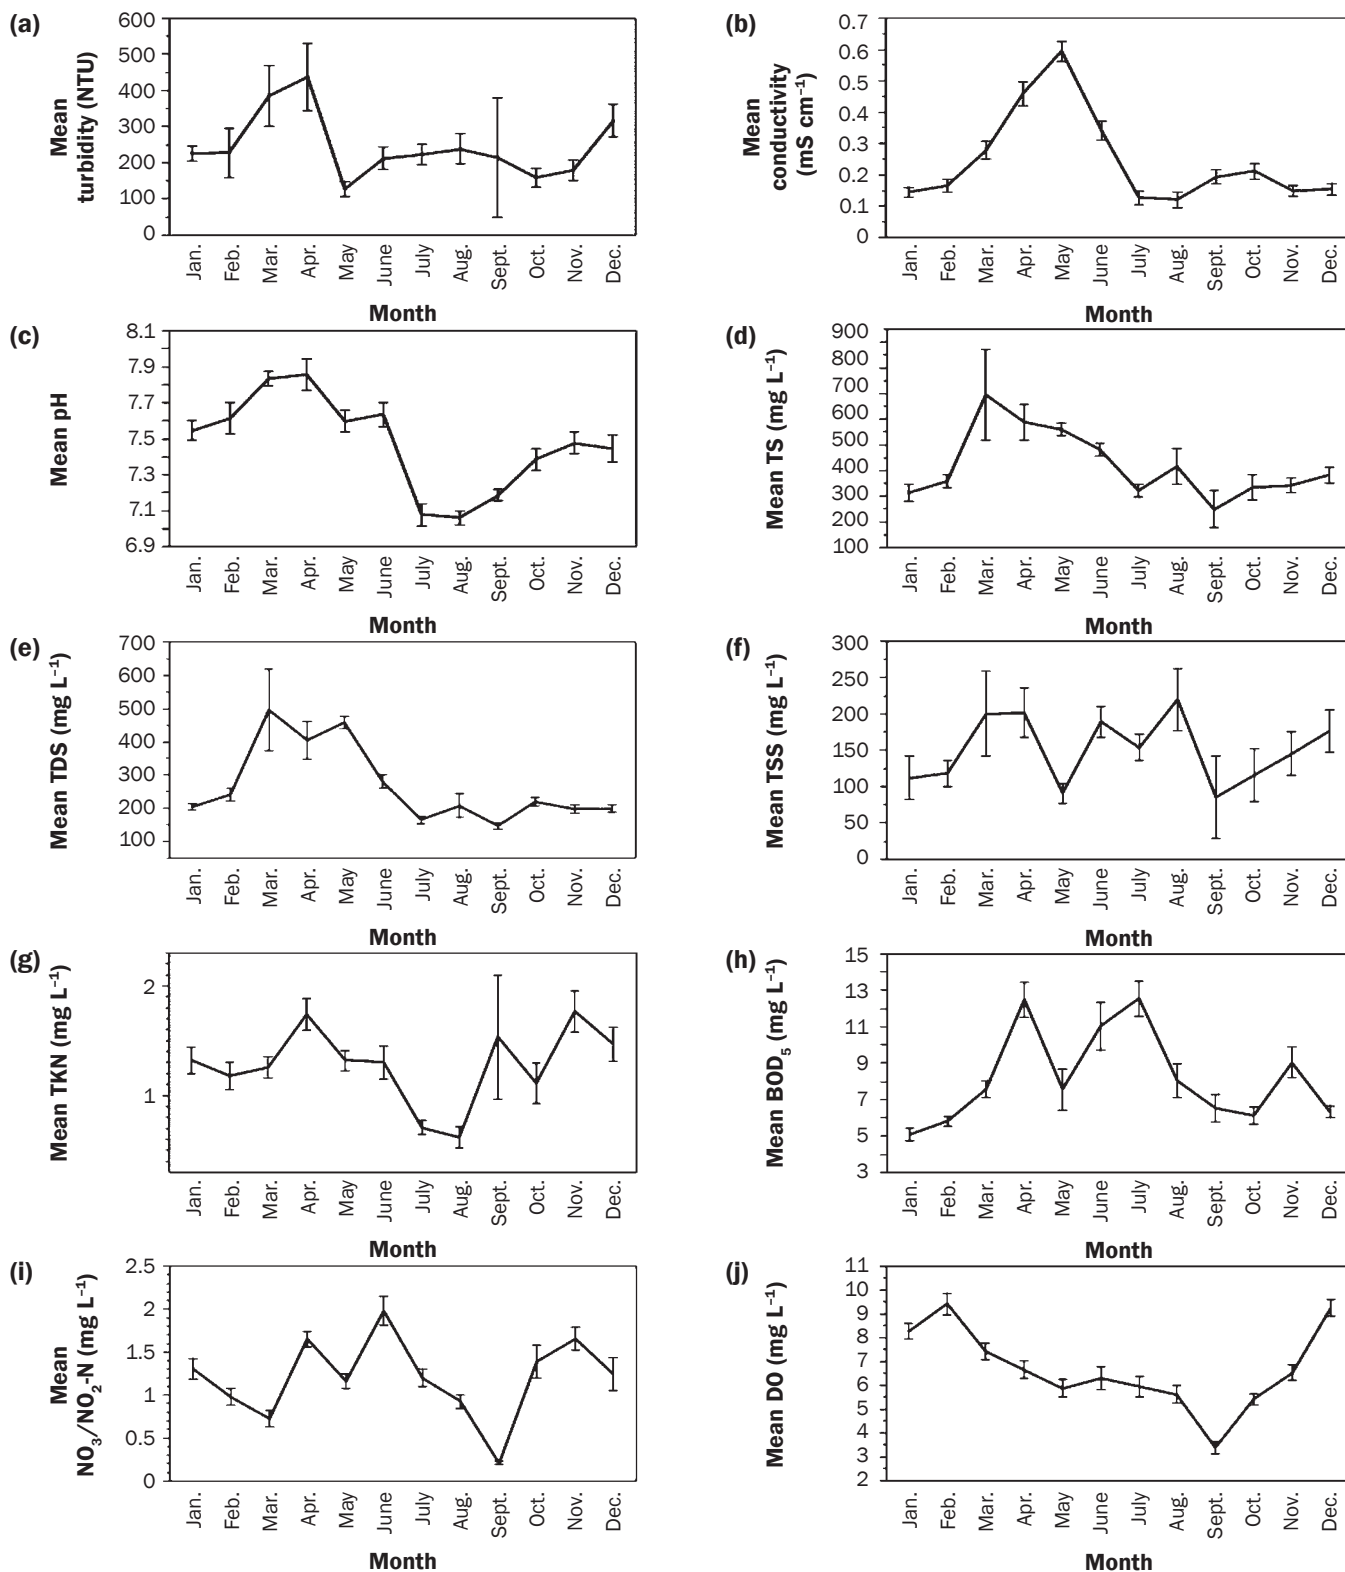 (a)
Mean
turbidity (NTU)
600
500
400
300
200
100
0
Jan.
Feb.
Mar.
Apr.
May
June
July
Aug.
Sept.
Oct.
Nov.
Dec.
Month
(b)
Mean
conductivity
(mS cm⁻¹)
0.7
0.6
0.5
0.4
0.3
0.2
0.1
0
Jan.
Feb.
Mar.
Apr.
May
June
July
Aug.
Sept.
Oct.
Nov.
Dec.
Month
(c)
Mean pH
8.1
7.9
7.7
7.5
7.3
7.1
6.9
Jan.
Feb.
Mar.
Apr.
May
June
July
Aug.
Sept.
Oct.
Nov.
Dec.
Month
(d)
Mean TS (mg L⁻¹)
900
800
700
600
500
400
300
200
100
Jan.
Feb.
Mar.
Apr.
May
June
July
Aug.
Sept.
Oct.
Nov.
Dec.
Month
(e)
Mean TDS (mg L⁻¹)
700
600
500
400
300
200
100
Jan.
Feb.
Mar.
Apr.
May
June
July
Aug.
Sept.
Oct.
Nov.
Dec.
Month
(f)
Mean TSS (mg L⁻¹)
300
250
200
150
100
50
0
Jan.
Feb.
Mar.
Apr.
May
June
July
Aug.
Sept.
Oct.
Nov.
Dec.
Month
(g)
Mean TKN (mg L⁻¹)
2
1
Jan.
Feb.
Mar.
Apr.
May
June
July
Aug.
Sept.
Oct.
Nov.
Dec.
Month
(h)
Mean BOD₅ (mg L⁻¹)
15
13
11
9
7
5
3
Jan.
Feb.
Mar.
Apr.
May
June
July
Aug.
Sept.
Oct.
Nov.
Dec.
Month
(i)
Mean
NO₃/NO₂-N (mg L⁻¹)
2.5
2
1.5
1
0.5
0
Jan.
Feb.
Mar.
Apr.
May
June
July
Aug.
Sept.
Oct.
Nov.
Dec.
Month
(j)
Mean DO (mg L⁻¹)
11
10
9
8
7
6
5
4
3
2
Jan.
Feb.
Mar.
Apr.
May
June
July
Aug.
Sept.
Oct.
Nov.
Dec.
Month